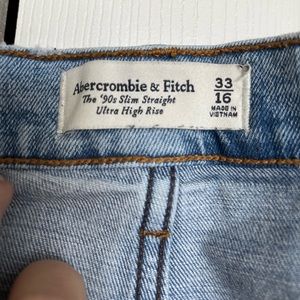 Abercrombie & Fitch
The '90s Slim Straight
Ultra High Rise
33
16
MADE IN
VIETNAM